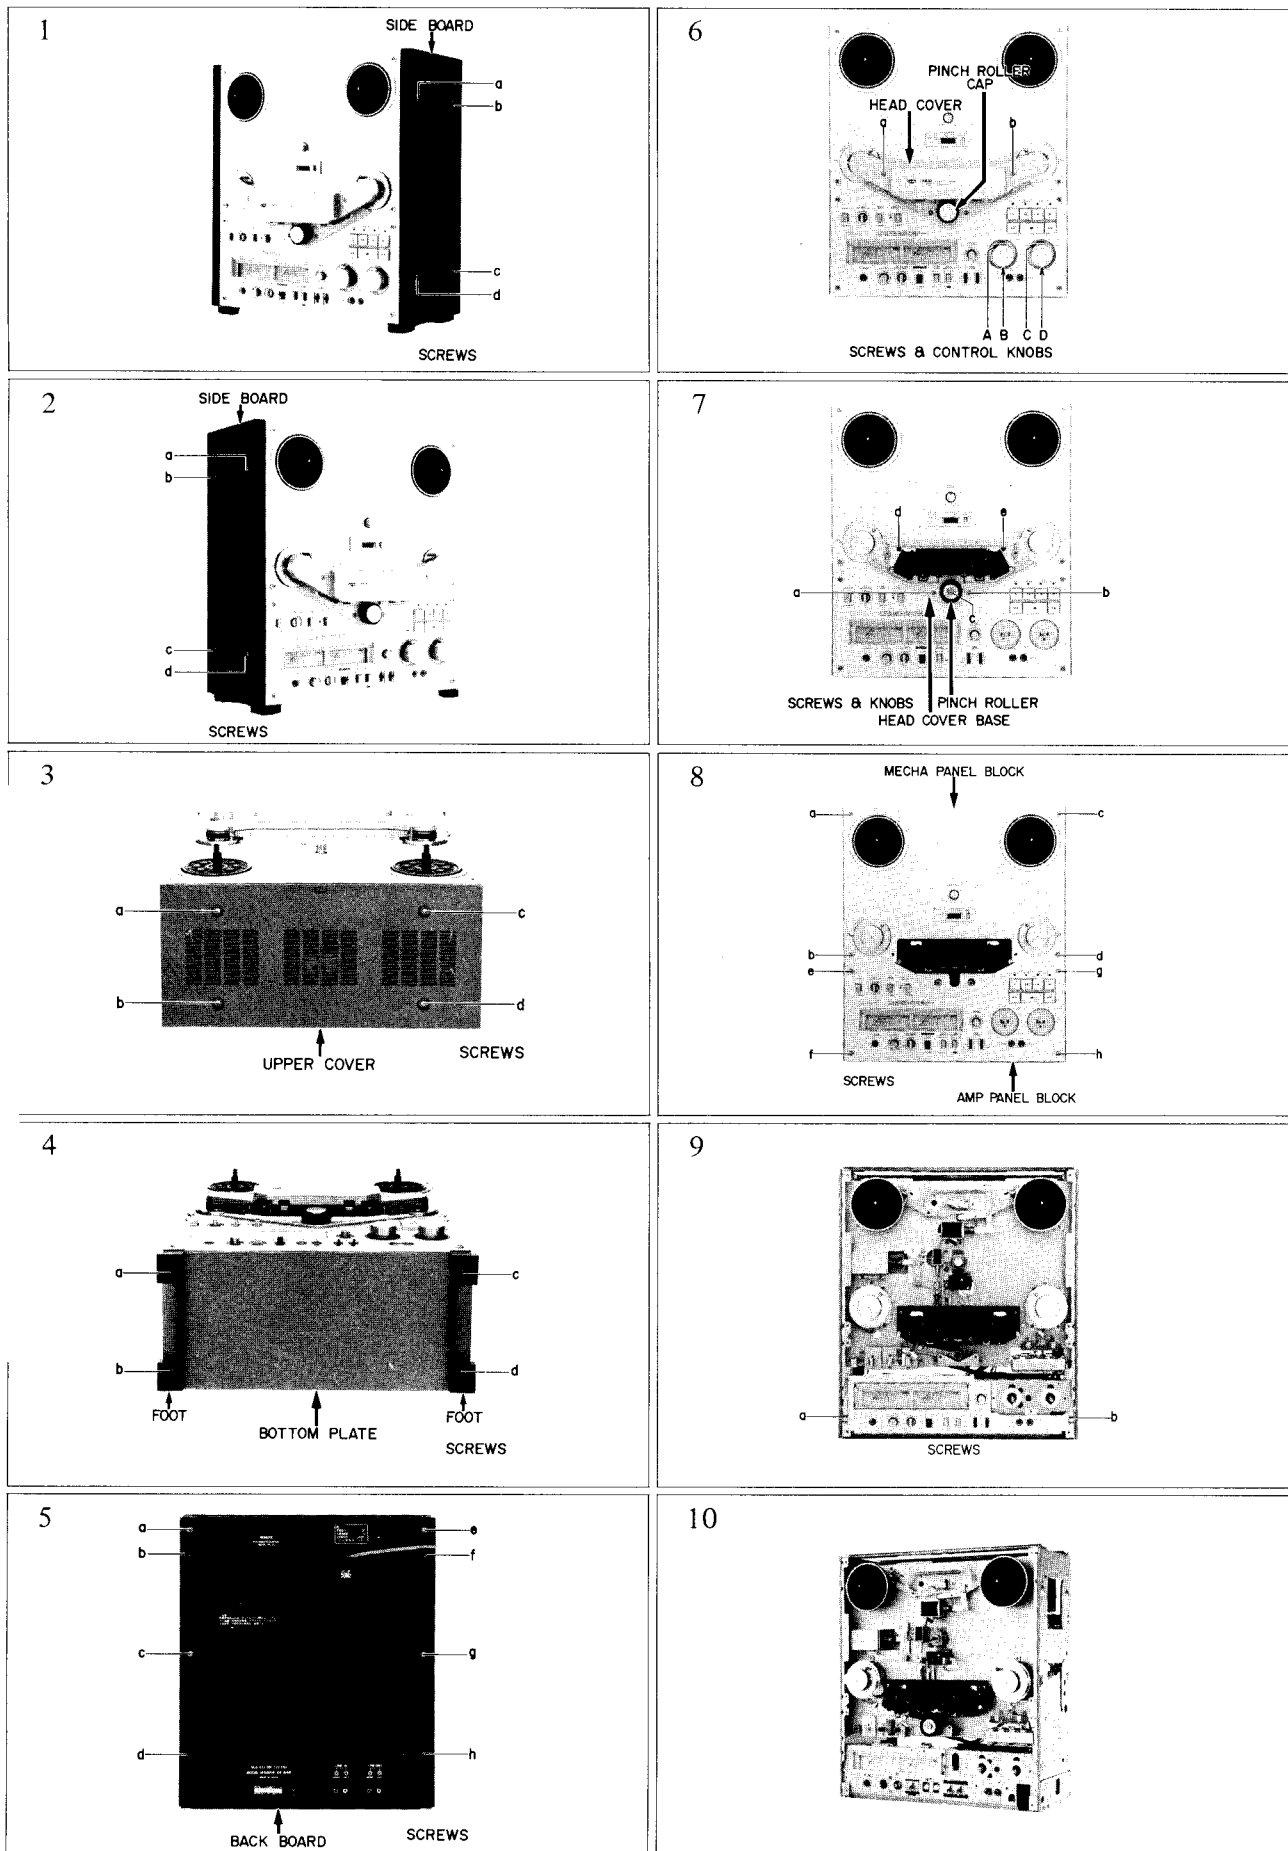 1
SIDE BOARD
a
b
c
d
SCREWS
2
SIDE BOARD
a
b
c
d
SCREWS
3
a
c
b
d
SCREWS
UPPER COVER
4
a
c
b
d
FOOT
FOOT
BOTTOM PLATE
SCREWS
5
a
e
b
f
c
g
d
h
BACK BOARD
SCREWS
6
PINCH ROLLER
CAP
HEAD COVER
a
b
A B C D
SCREWS & CONTROL KNOBS
7
d
e
a
b
c
SCREWS & KNOBS PINCH ROLLER
HEAD COVER BASE
8
MECHA PANEL BLOCK
a
c
b
d
e
g
f
h
SCREWS
AMP PANEL BLOCK
9
a
b
SCREWS
10